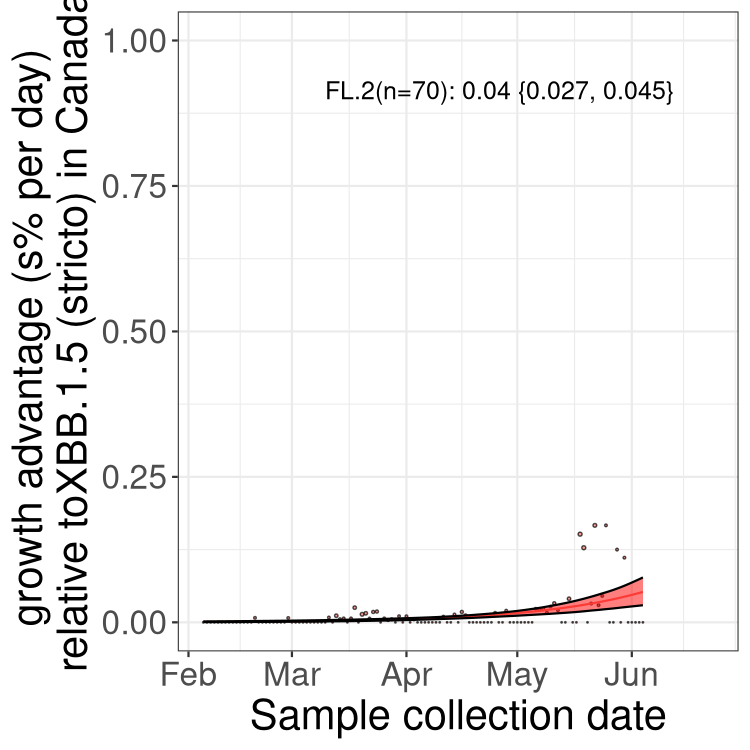 growth advantage (s% per day)
relative toXBB.1.5 (stricto) in Canada
1.00
0.75
0.50
0.25
0.00
FL.2(n=70): 0.04 {0.027, 0.045}
Feb Mar Apr May Jun
Sample collection date